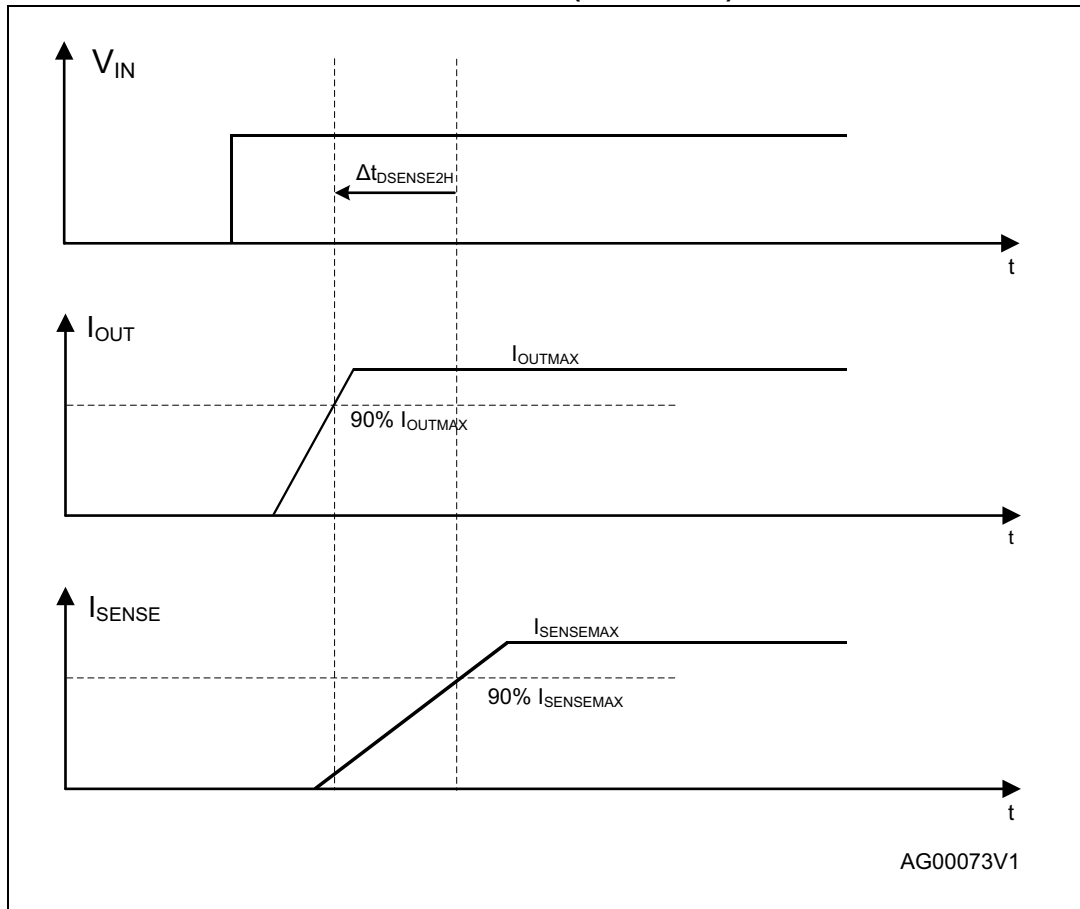 V_IN
Δt_DSENSE2H
t
I_OUT
I_OUTMAX
90% I_OUTMAX
t
I_SENSE
I_SENSEMAX
90% I_SENSEMAX
t
AG00073V1